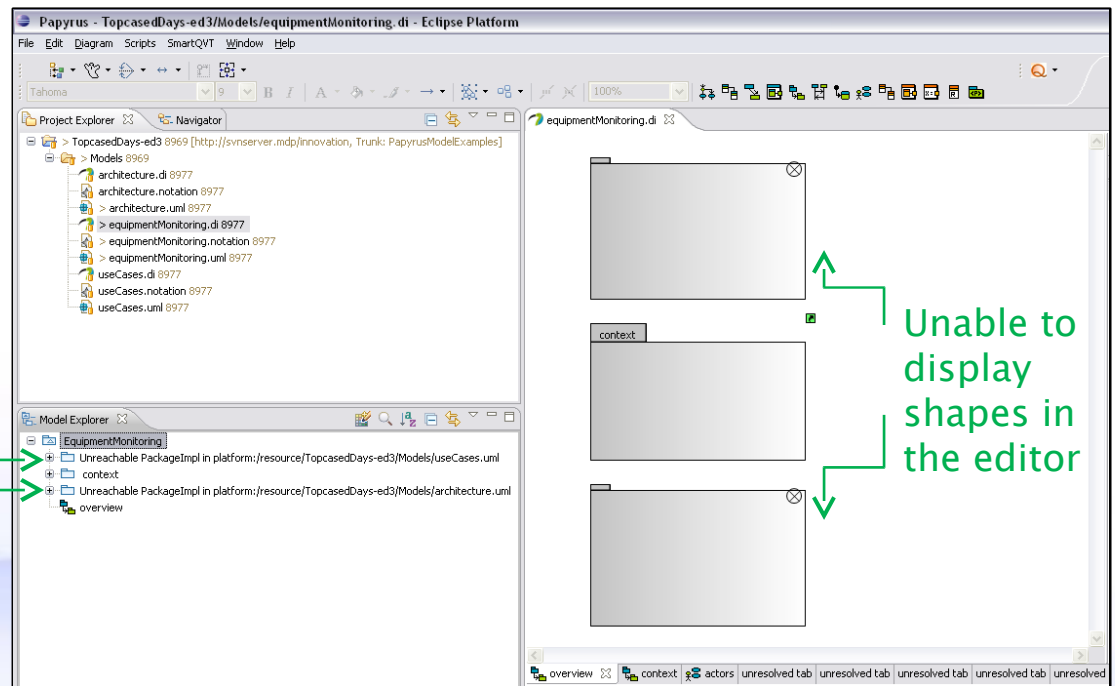 Papyrus - TopcasedDays-ed3/Models/equipmentMonitoring.di - Eclipse Platform
File Edit Diagram Scripts SmartQVT Window Help
Tahoma 9 B I A 100%
Project Explorer Navigator
> TopcasedDays-ed3 8969 [http://svnserver.mdp/innovation, Trunk: PapyrusModelExamples]
> Models 8969
architecture.di 8977
architecture.notation 8977
> architecture.uml 8977
> equipmentMonitoring.di 8977
> equipmentMonitoring.notation 8977
> equipmentMonitoring.uml 8977
useCases.di 8977
useCases.notation 8977
useCases.uml 8977
Model Explorer
EquipmentMonitoring
Unreachable PackageImpl in platform:/resource/TopcasedDays-ed3/Models/useCases.uml
context
Unreachable PackageImpl in platform:/resource/TopcasedDays-ed3/Models/architecture.uml
overview
equipmentMonitoring.di
context
Unable to
display
shapes in
the editor
overview context actors unresolved tab unresolved tab unresolved tab unresolved tab unresolved